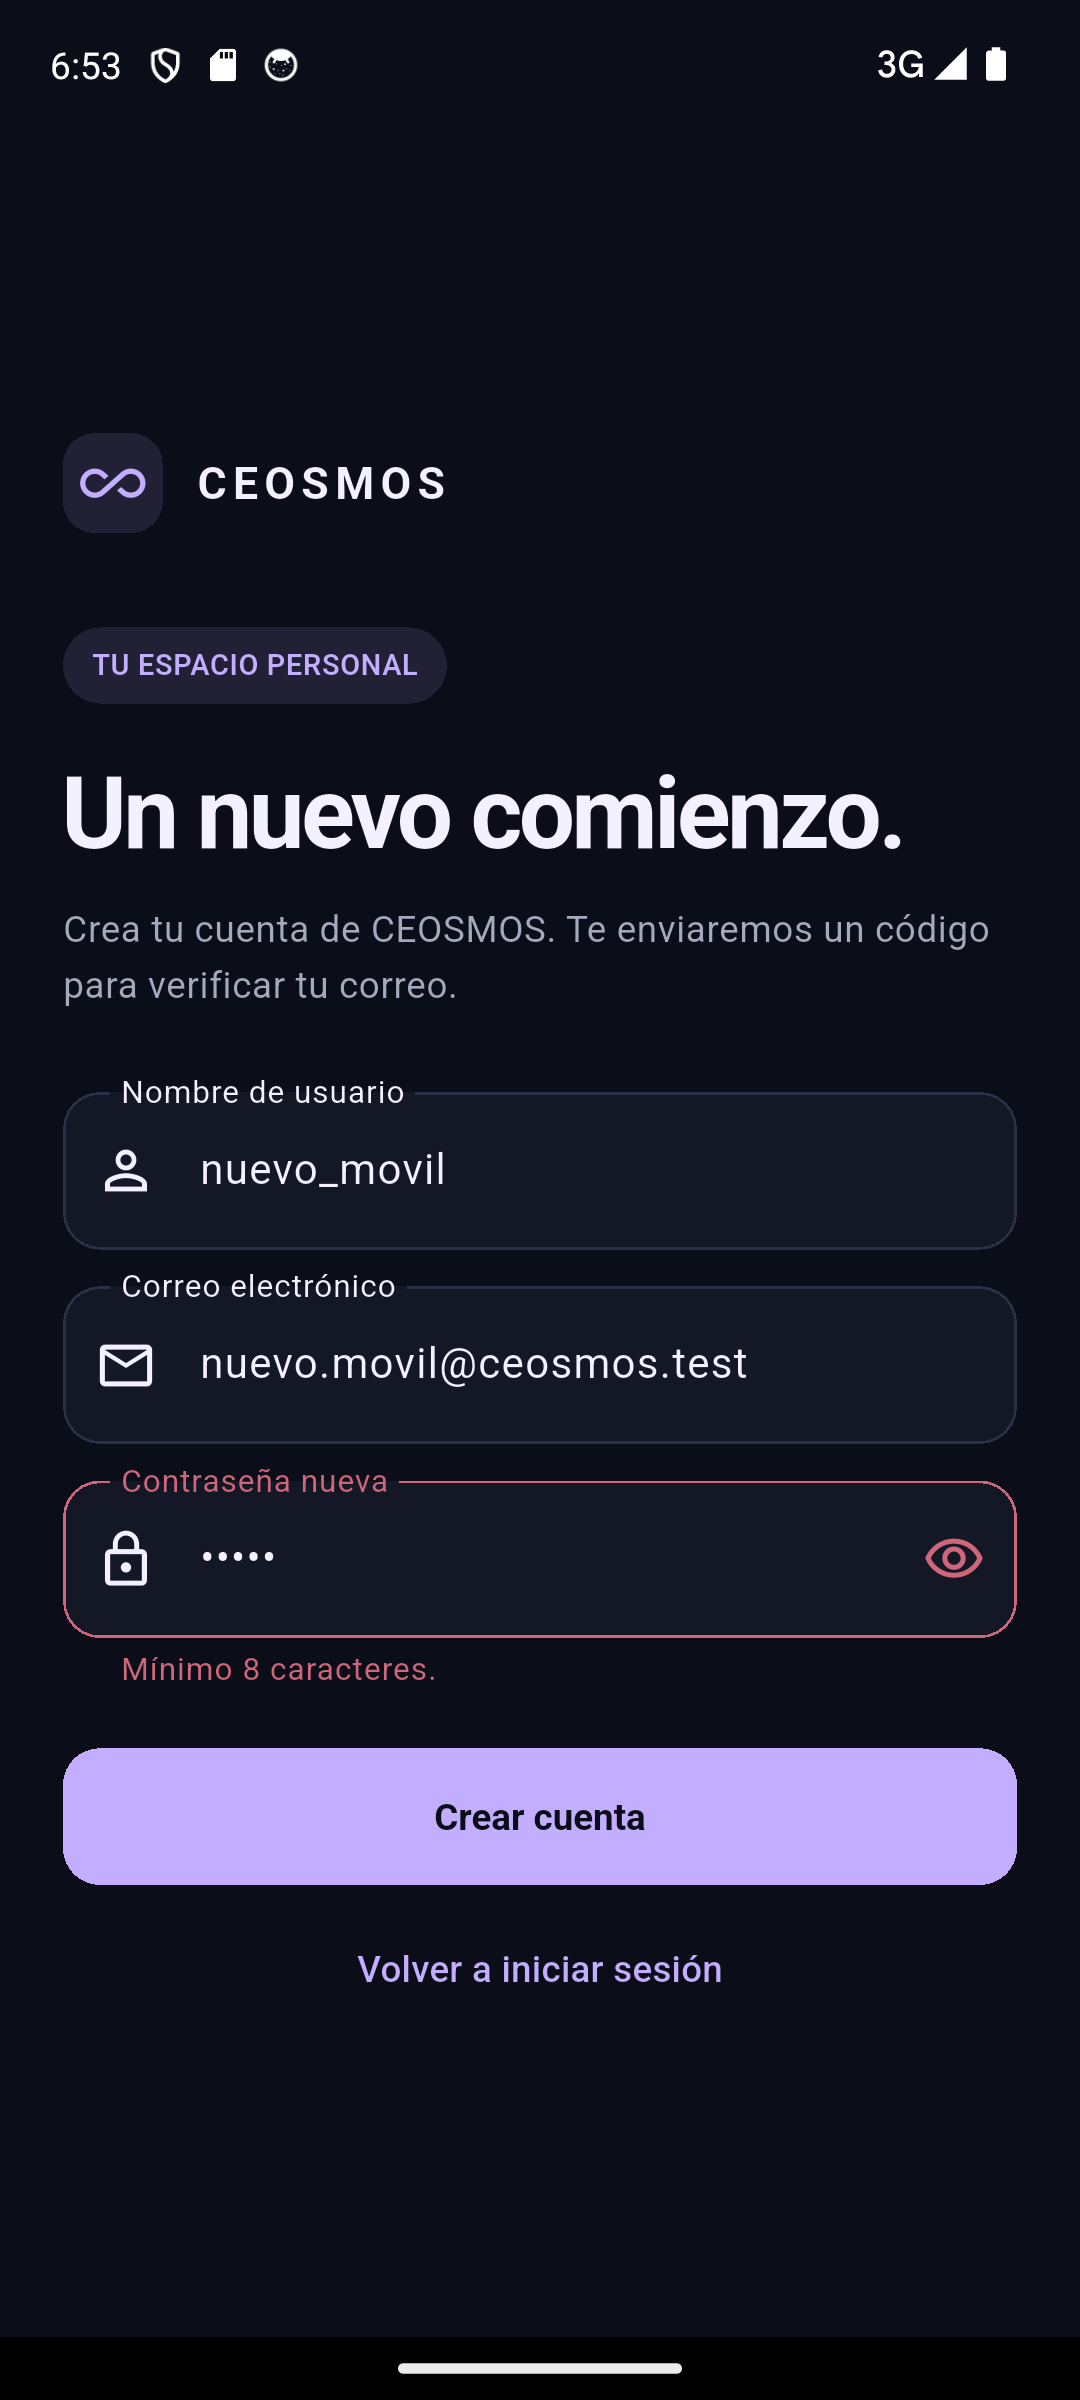 6:53
3G
CEOSMOS
TU ESPACIO PERSONAL
Un nuevo comienzo.
Crea tu cuenta de CEOSMOS. Te enviaremos un código
para verificar tu correo.
Nombre de usuario
nuevo_movil
Correo electrónico
nuevo.movil@ceosmos.test
Contraseña nueva
•••••
Mínimo 8 caracteres.
Crear cuenta
Volver a iniciar sesión